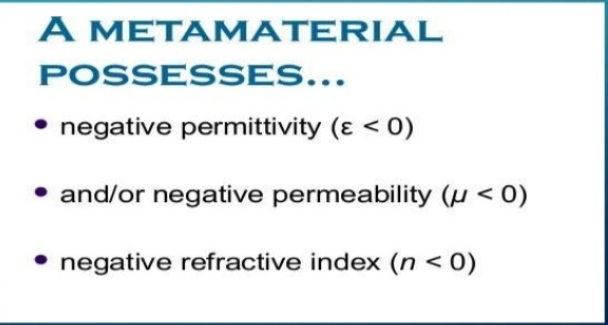 A METAMATERIAL
POSSESSES...
• negative permittivity (ε < 0)
• and/or negative permeability (μ < 0)
• negative refractive index (n < 0)